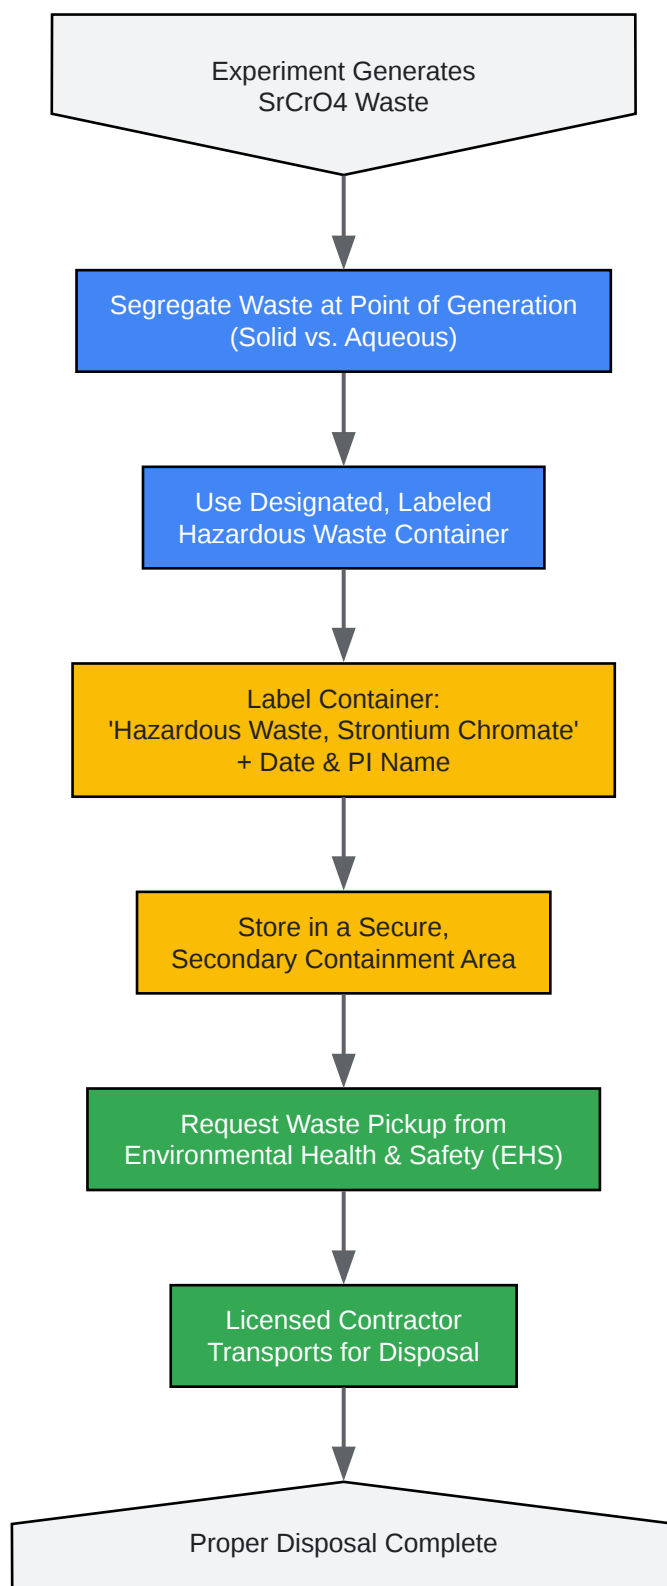 Experiment Generates
SrCrO4 Waste
Segregate Waste at Point of Generation
(Solid vs. Aqueous)
Use Designated, Labeled
Hazardous Waste Container
Label Container:
'Hazardous Waste, Strontium Chromate'
+ Date & PI Name
Store in a Secure,
Secondary Containment Area
Request Waste Pickup from
Environmental Health & Safety (EHS)
Licensed Contractor
Transports for Disposal
Proper Disposal Complete